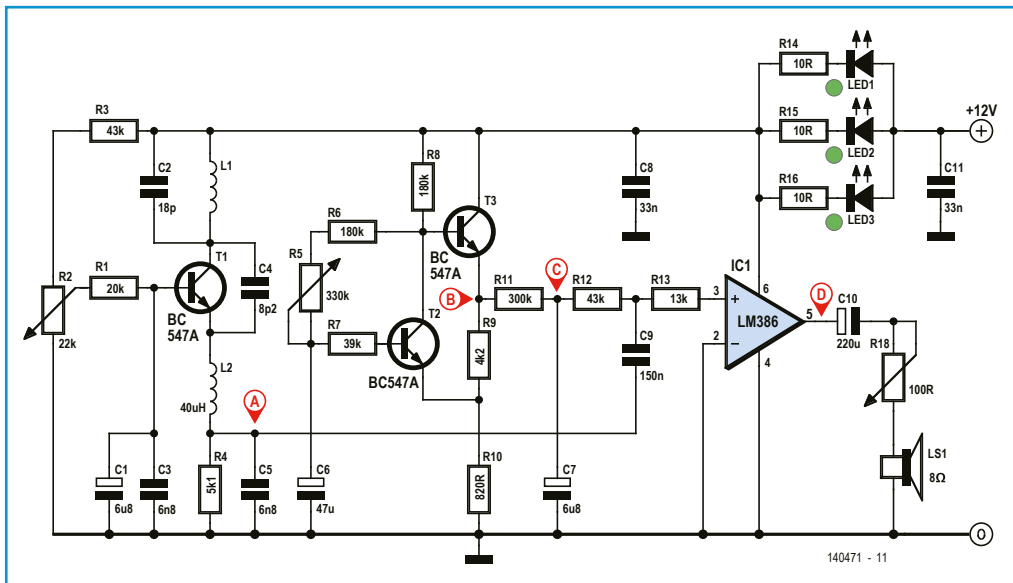 R14
10R
LED1
R3
43k
+12V
R15
10R
LED2
C2
18p
L1
R8
180k
C8
33n
R16
10R
LED3
C11
33n
T3
R6
180k
BC
547A
R5
330k
T1
C4
8p2
R2
22k
R1
20k
BC
547A
B
R11
300k
C
R12
43k
R13
13k
IC1
3
+
6
LM386
5
D
C10
220u
2
–
4
R7
39k
T2
BC547A
R9
4k2
C9
150n
R18
100R
L2
40uH
A
LS1
8Ω
C1
6u8
C3
6n8
R4
5k1
C5
6n8
C6
47u
R10
820R
C7
6u8
+
0
140471 - 11